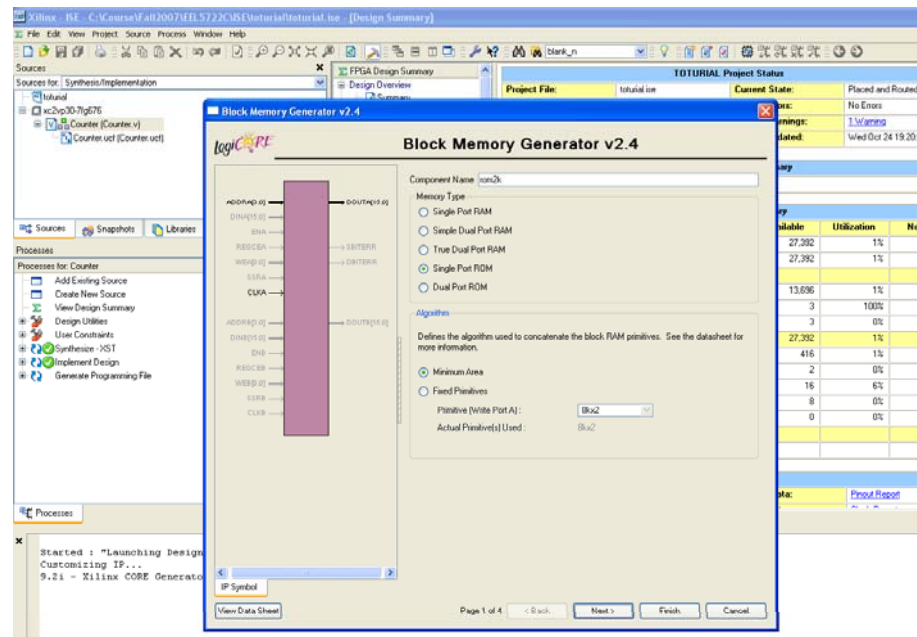 Xilinx - ISE - C:\Course\Fall2007\EEL5722C\ISE\toturial\toturial.ise - [Design Summary]
File Edit View Project Source Process Window Help
blank_n
Sources
Sources for: Synthesis/Implementation
toturial
xc2vp30-7fg676
Counter (Counter.v)
Counter.ucf (Counter.ucf)
Sources
Snapshots
Libraries
Processes
Processes for: Counter
Add Existing Source
Create New Source
View Design Summary
Design Utilities
User Constraints
Synthesize - XST
Implement Design
Generate Programming File
Processes
Started : "Launching Design
Customizing IP...
9.2i - Xilinx CORE Generato
FPGA Design Summary
Design Overview
Summary
TOTURIAL Project Status
Project File: toturial.ise Current State: Placed and Routed
No Errors
1 Warning
Wed Oct 24 19:20:
Utilization
27,392 1%
27,392 1%
13,696 1%
3 100%
3 0%
27,392 1%
416 1%
2 0%
16 6%
8 0%
0 0%
Pinout Report
Block Memory Generator v2.4
logiCORE
Block Memory Generator v2.4
ADDRA[9:0]
DINA[15:0]
ENA
REGCEA
WEA[0:0]
SSRA
CLKA
ADDRB[9:0]
DINB[15:0]
ENB
REGCEB
WEB[0:0]
SSRB
CLKB
DOUTA[15:0]
SBITERR
DBITERR
DOUTB[15:0]
IP Symbol
Component Name rom2k
Memory Type
Single Port RAM
Simple Dual Port RAM
True Dual Port RAM
Single Port ROM
Dual Port ROM
Algorithm
Defines the algorithm used to concatenate the block RAM primitives. See the datasheet for
more information.
Minimum Area
Fixed Primitives
Primitive (Write Port A) : 8kx2
Actual Primitive(s) Used : 8kx2
View Data Sheet
Page 1 of 4
< Back
Next >
Finish
Cancel